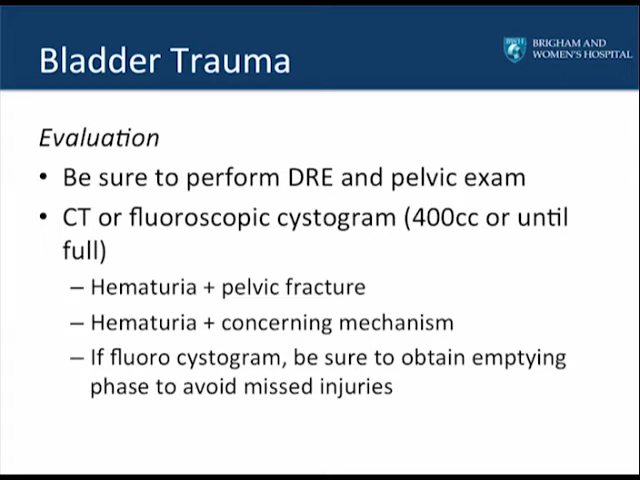 Bladder Trauma
BWH
BRIGHAM AND
WOMEN'S HOSPITAL
Evaluation
• Be sure to perform DRE and pelvic exam
• CT or fluoroscopic cystogram (400cc or until
full)
– Hematuria + pelvic fracture
– Hematuria + concerning mechanism
– If fluoro cystogram, be sure to obtain emptying
phase to avoid missed injuries